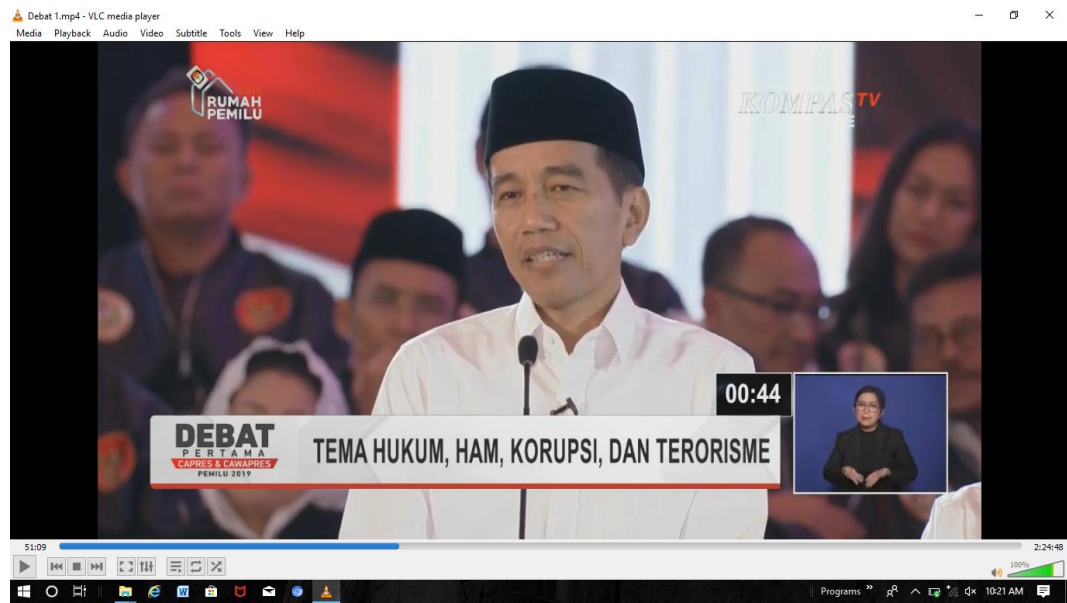 Debat 1.mp4 - VLC media player
Media Playback Audio Video Subtitle Tools View Help
2019
RUMAH
PEMILU
KOMPASTV
00:44
DEBAT
PERTAMA
CAPRES & CAWAPRES
PEMILU 2019
TEMA HUKUM, HAM, KORUPSI, DAN TERORISME
51:09
2:24:48
100%
Programs
10:21 AM